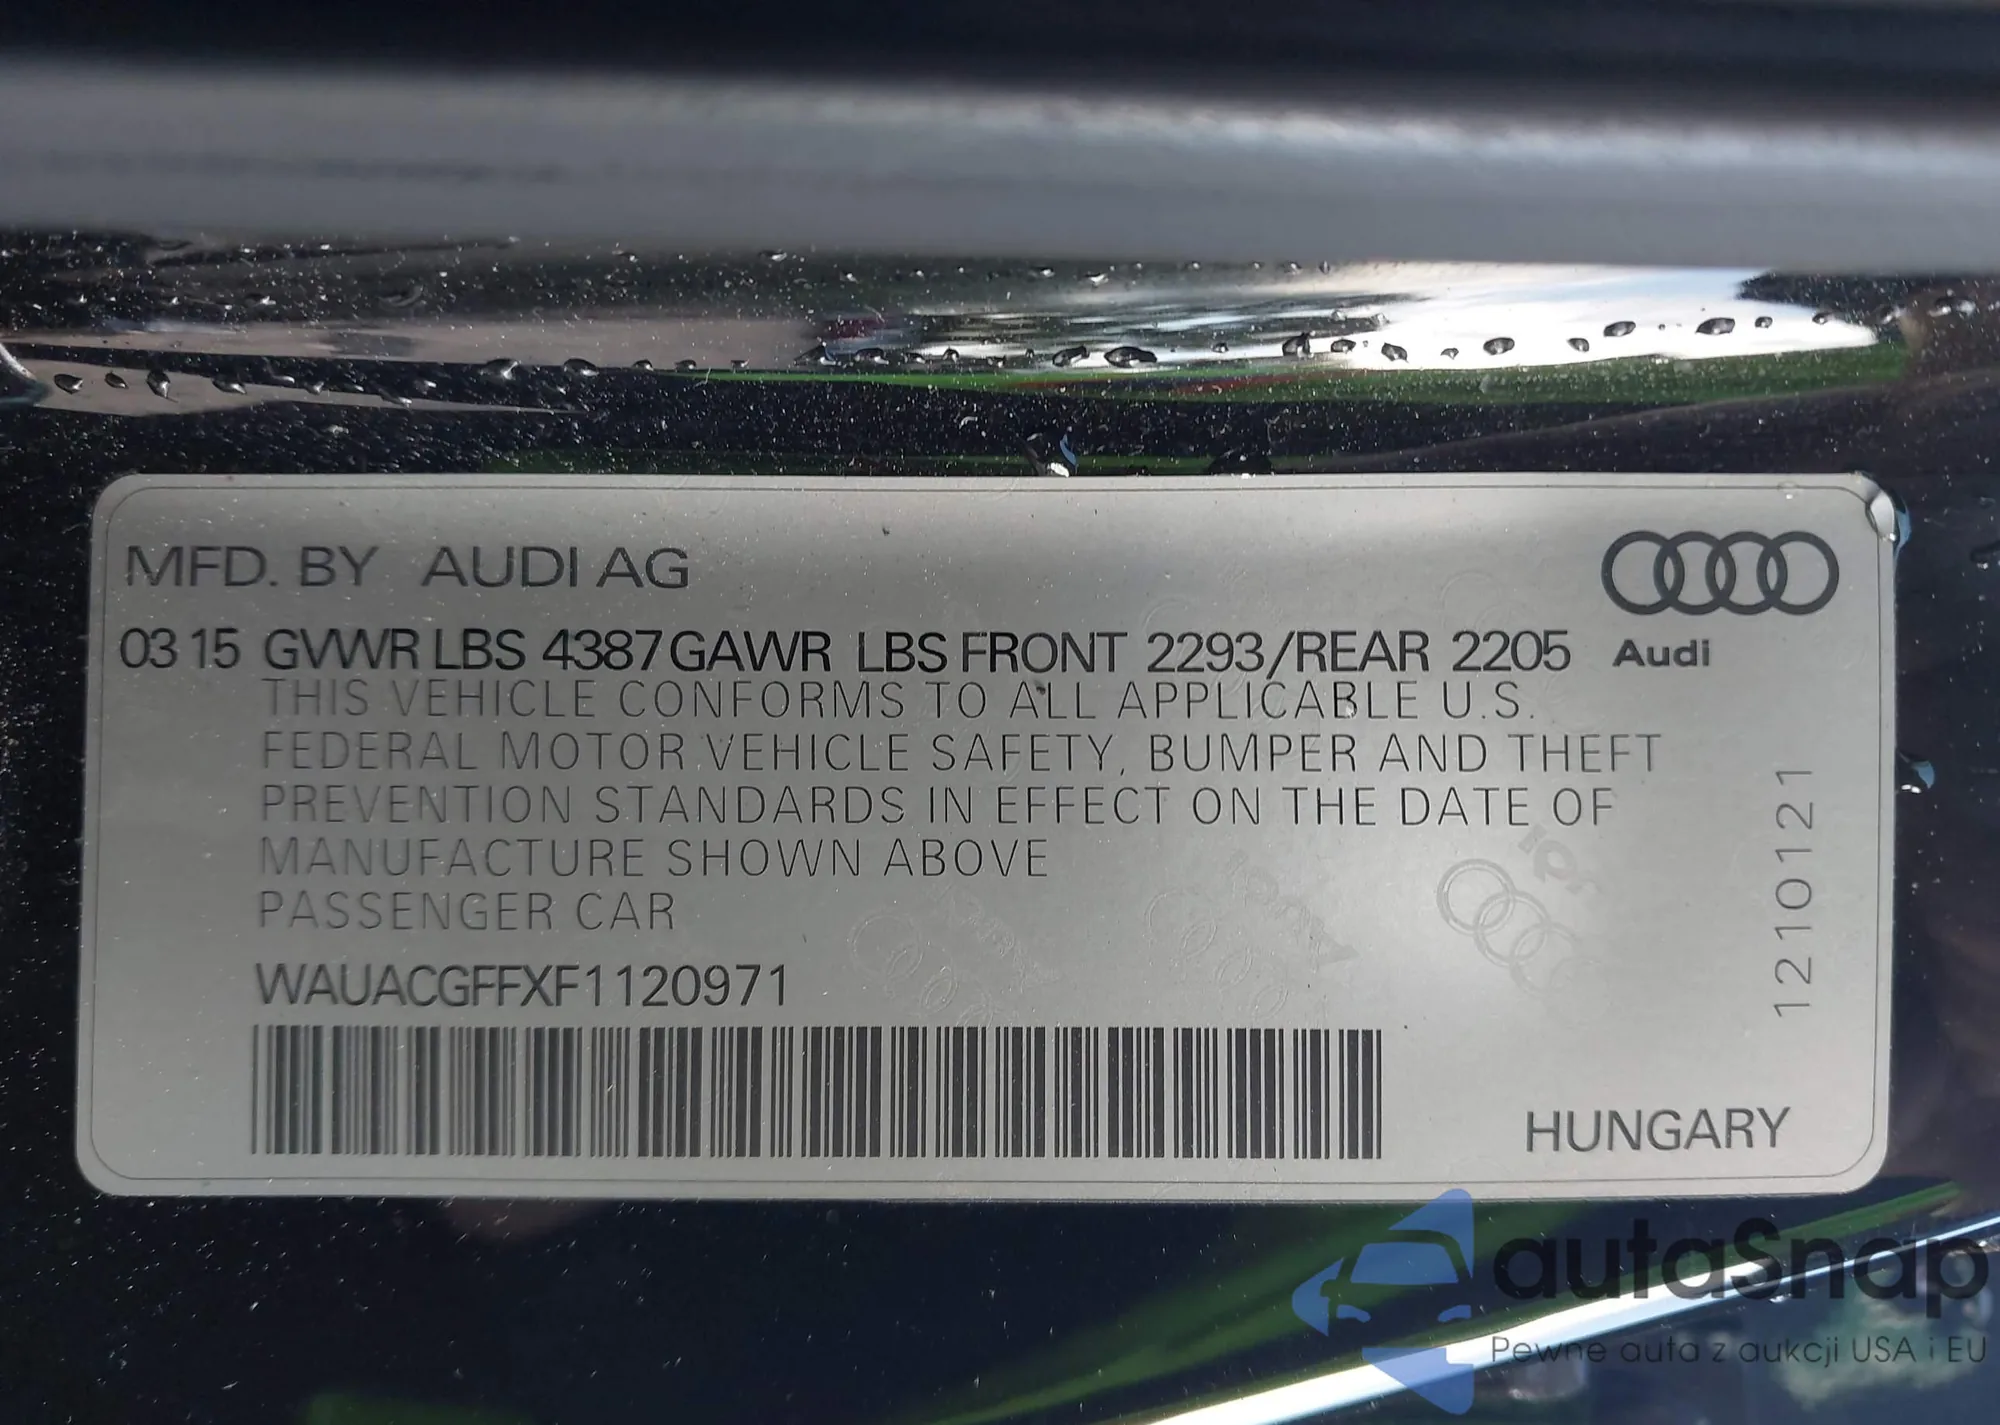 MFD. BY AUDI AG
03 15 GVWR LBS 4387 GAWR LBS FRONT 2293/REAR 2205
Audi
THIS VEHICLE CONFORMS TO ALL APPLICABLE U.S.
FEDERAL MOTOR VEHICLE SAFETY, BUMPER AND THEFT
PREVENTION STANDARDS IN EFFECT ON THE DATE OF
MANUFACTURE SHOWN ABOVE
PASSENGER CAR
WAUACGFFXF1120971
1210121
HUNGARY
autaSnap
Pewne auta z aukcji USA i EU